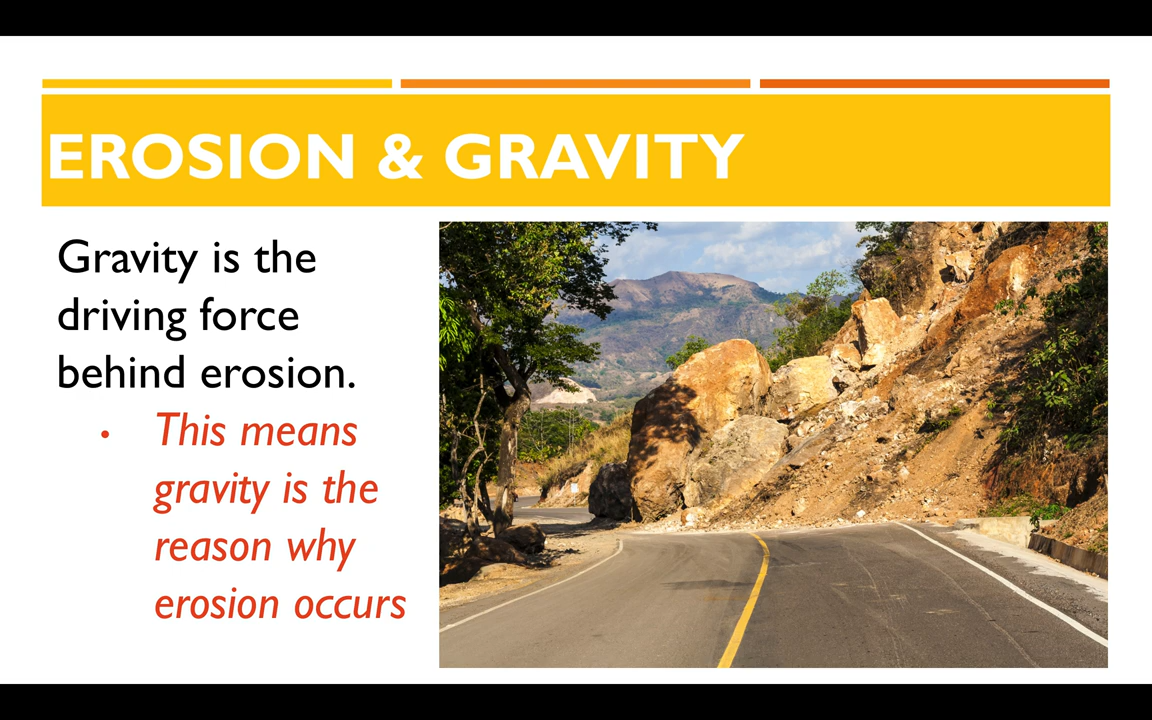 EROSION & GRAVITY
Gravity is the
driving force
behind erosion.
• This means
gravity is the
reason why
erosion occurs